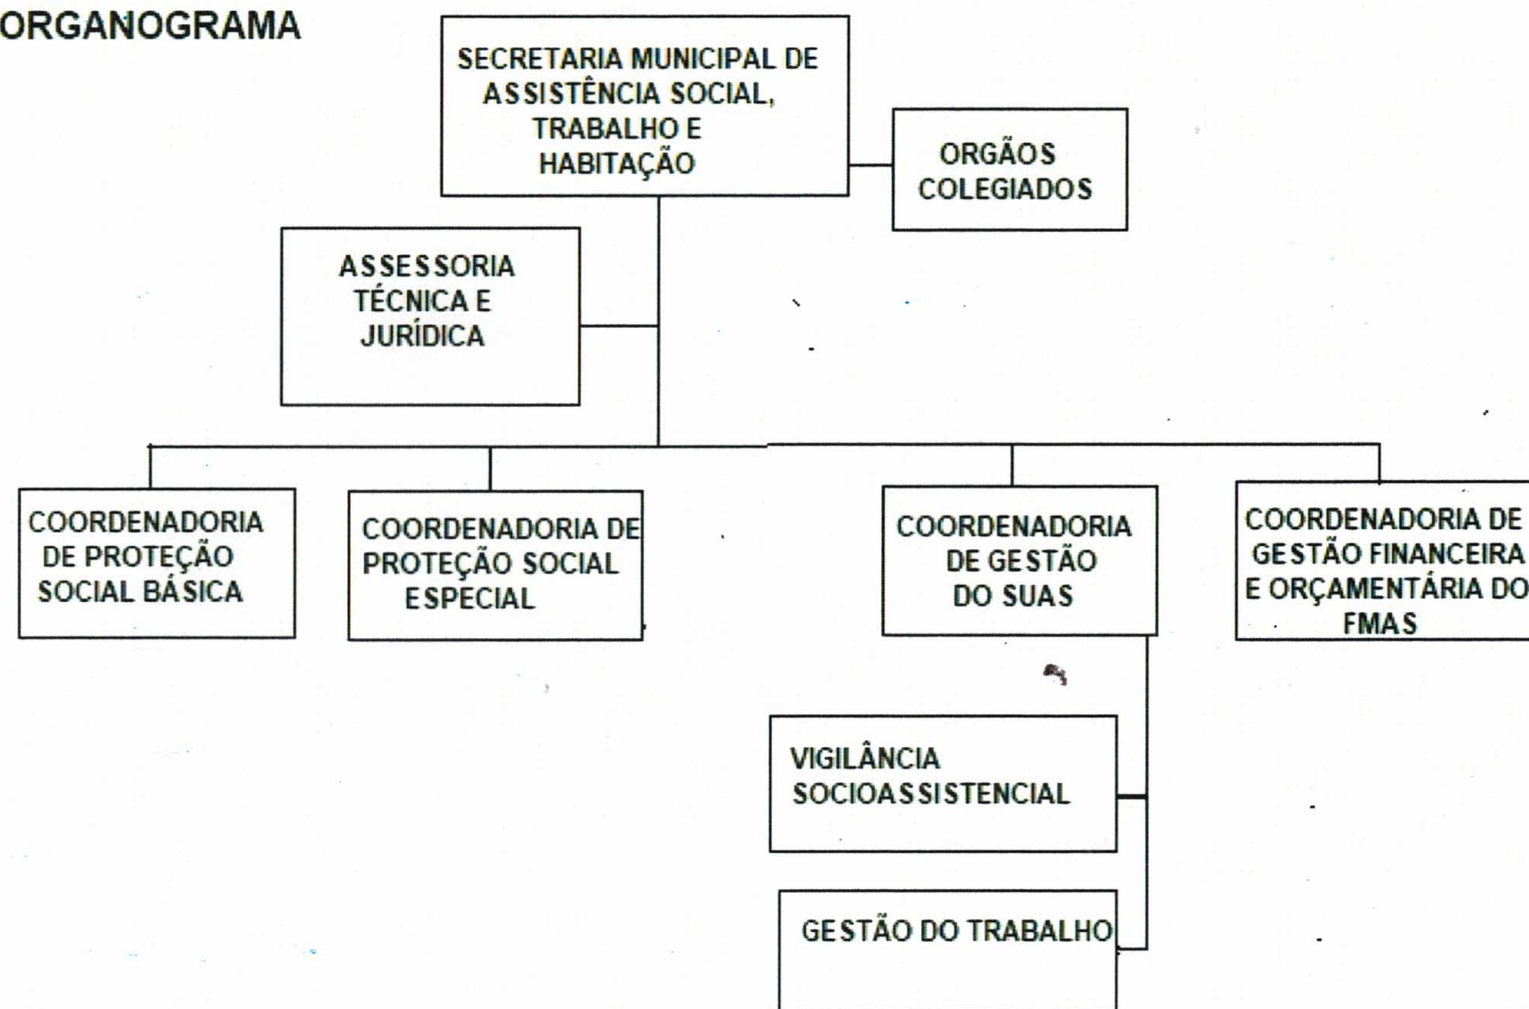 ORGANOGRAMA
SECRETARIA MUNICIPAL DE
ASSISTÊNCIA SOCIAL,
TRABALHO E
HABITAÇÃO
ORGÃOS
COLEGIADOS
ASSESSORIA
TÉCNICA E
JURÍDICA
COORDENADORIA
DE PROTEÇÃO
SOCIAL BÁSICA
COORDENADORIA DE
PROTEÇÃO SOCIAL
ESPECIAL
COORDENADORIA
DE GESTÃO
DO SUAS
COORDENADORIA DE
GESTÃO FINANCEIRA
E ORÇAMENTÁRIA DO
FMAS
VIGILÂNCIA
SOCIOASSISTENCIAL
GESTÃO DO TRABALHO